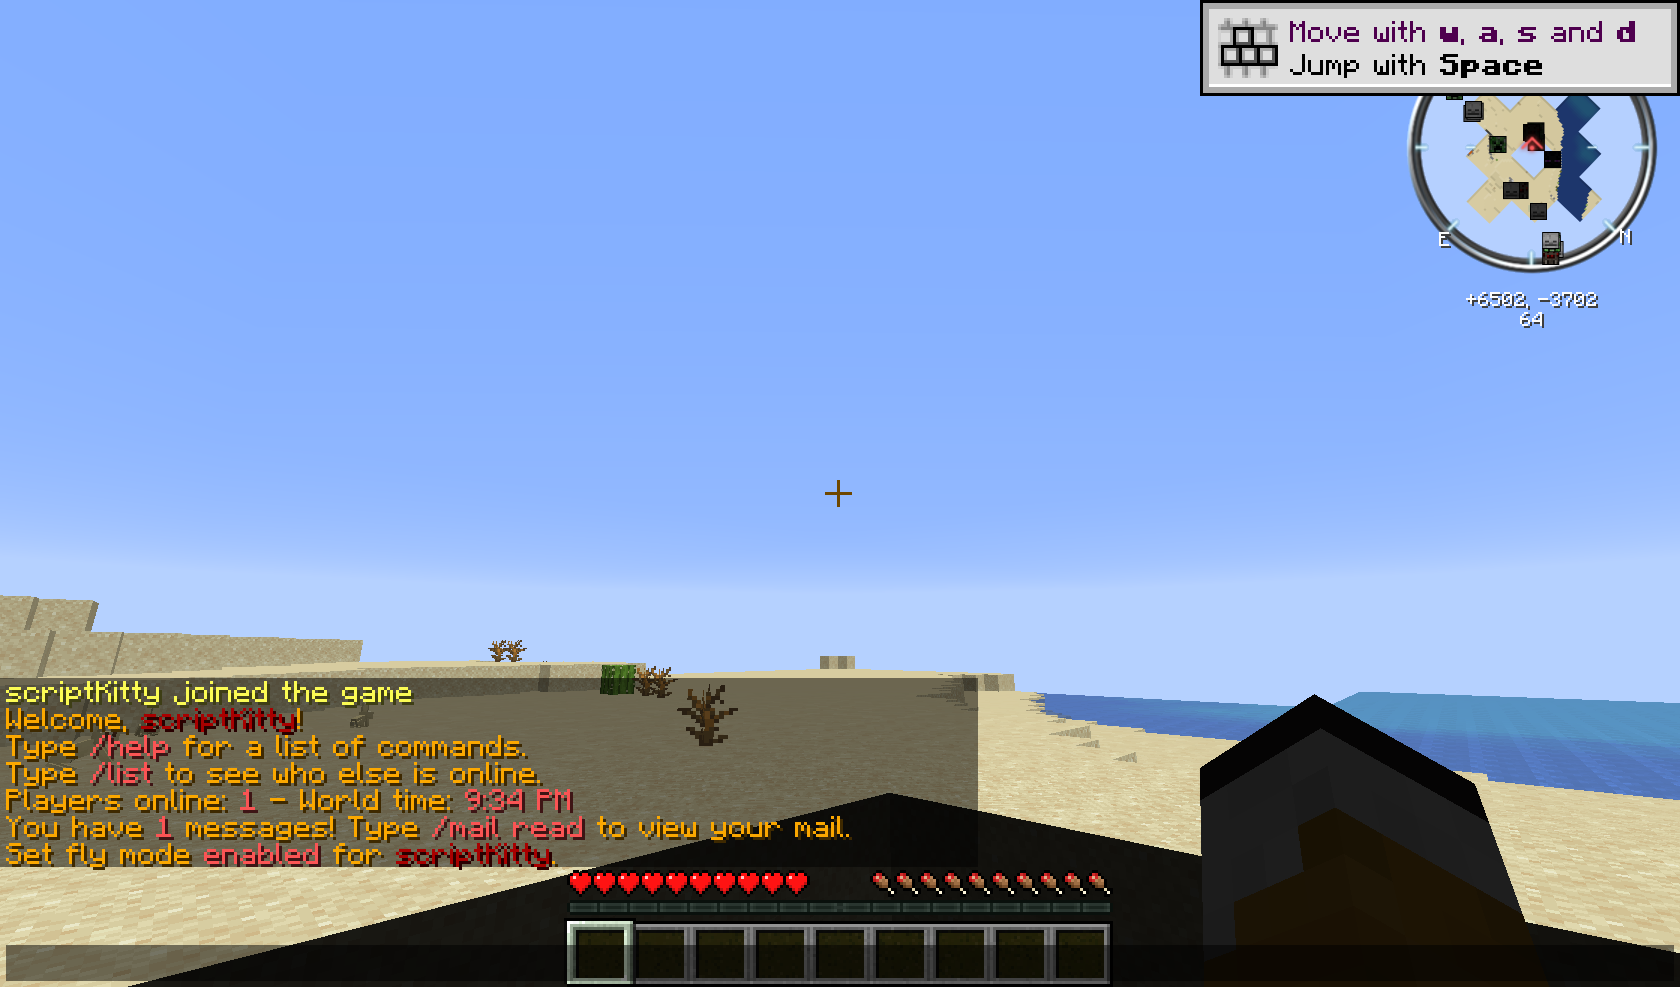 Move with w, a, s and d
Jump with Space
E
N
+6502, -3702
64
scriptKitty joined the game
Welcome, scriptKitty!
Type /help for a list of commands.
Type /list to see who else is online.
Players online: 1 - World time: 9:34 PM
You have 1 messages! Type /mail read to view your mail.
Set fly mode enabled for scriptKitty.